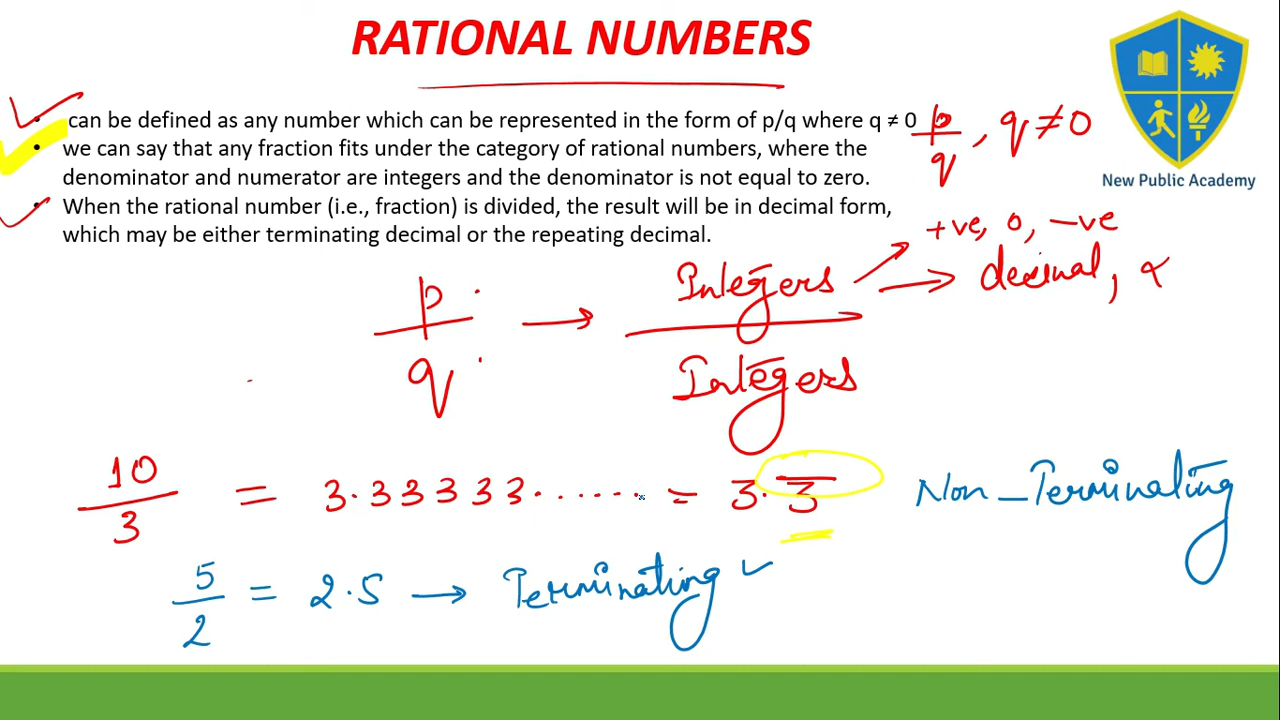 RATIONAL NUMBERS
• can be defined as any number which can be represented in the form of p/q where q ≠ 0
p/q, q≠0
• we can say that any fraction fits under the category of rational numbers, where the
denominator and numerator are integers and the denominator is not equal to zero.
New Public Academy
• When the rational number (i.e., fraction) is divided, the result will be in decimal form,
which may be either terminating decimal or the repeating decimal.
+ve, 0, -ve
decimal,
p/q → Integers/Integers
10/3 = 3.33333...... = 3.3̅
Non-Terminating
5/2 = 2.5 → Terminating ✓